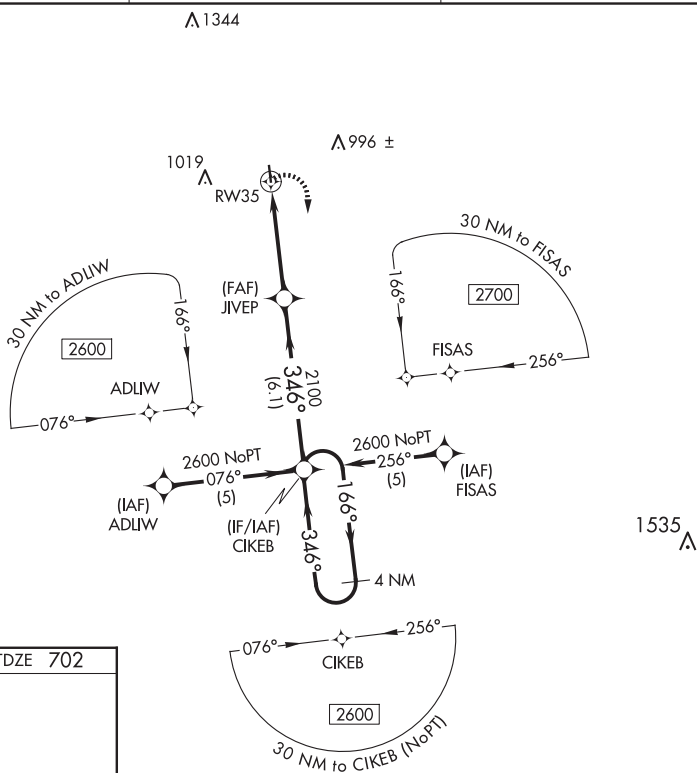 1344
996 ±
1019
RW35
30 NM to ADLIW
166°
2600
ADLIW
076°
(FAF)
JIVEP
30 NM to FISAS
166°
2700
FISAS
256°
2100
346°
(6.1)
2600 NoPT
076°
(5)
(IAF)
ADLIW
2600 NoPT
256°
(5)
(IAF)
FISAS
(IF/IAF)
CIKEB
166°
346°
4 NM
1535
076°
256°
CIKEB
2600
30 NM to CIKEB (NoPT)
TDZE 702